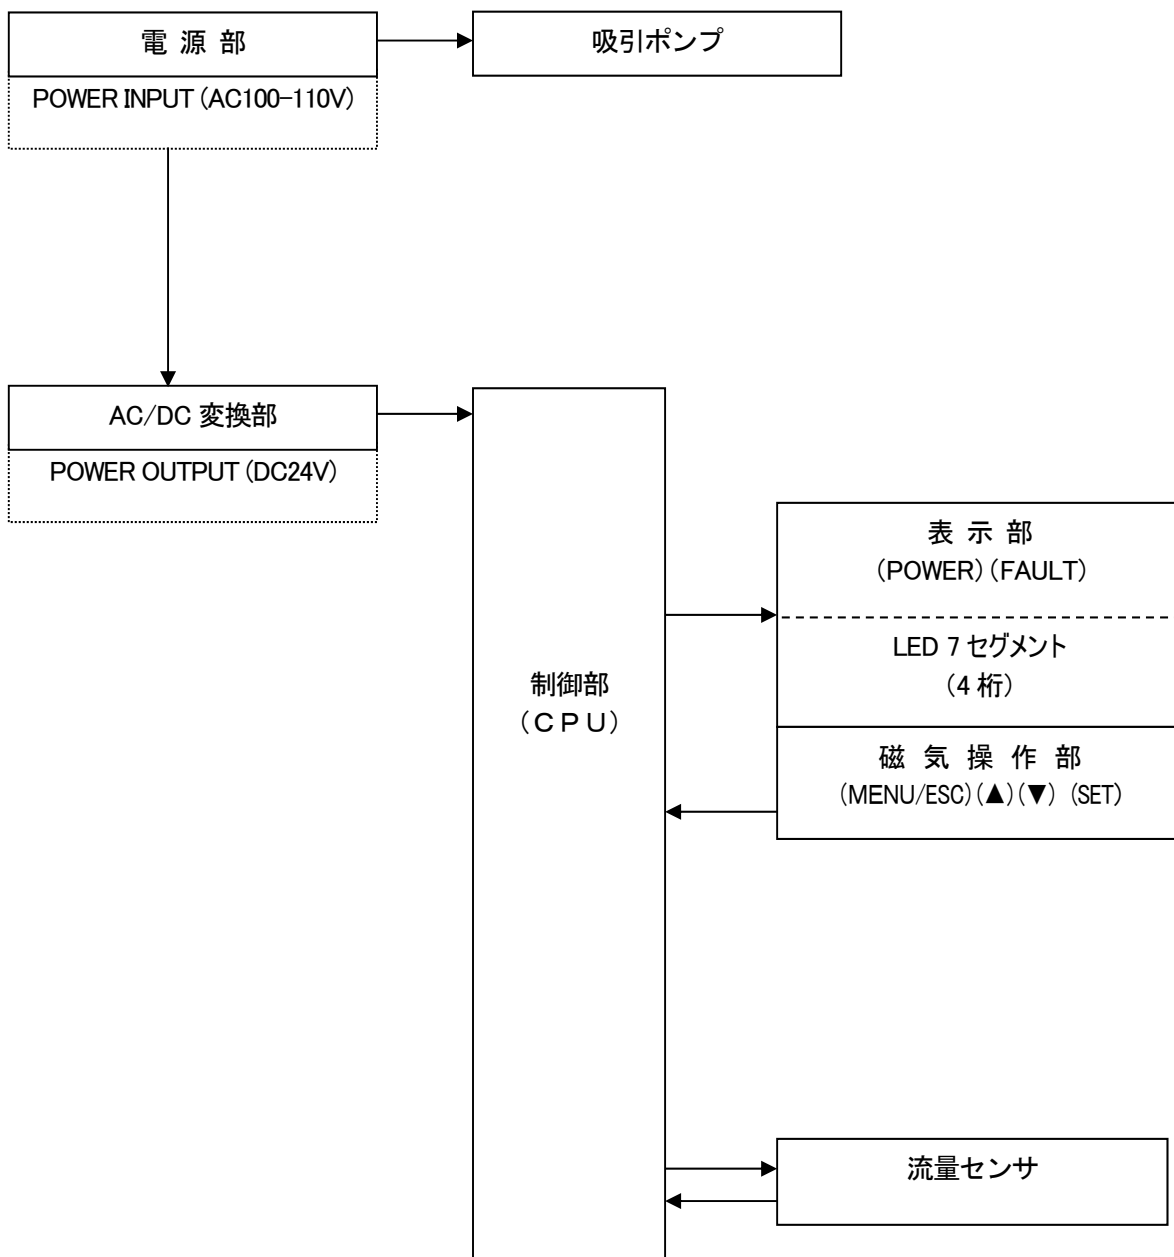 電 源 部
吸引ポンプ
POWER INPUT (AC100-110V)
AC/DC 変換部
POWER OUTPUT (DC24V)
表 示 部
(POWER)(FAULT)
LED 7 セグメント
(4 桁)
制御部
(ＣＰＵ)
磁 気 操 作 部
(MENU/ESC)(▲)(▼) (SET)
流量センサ